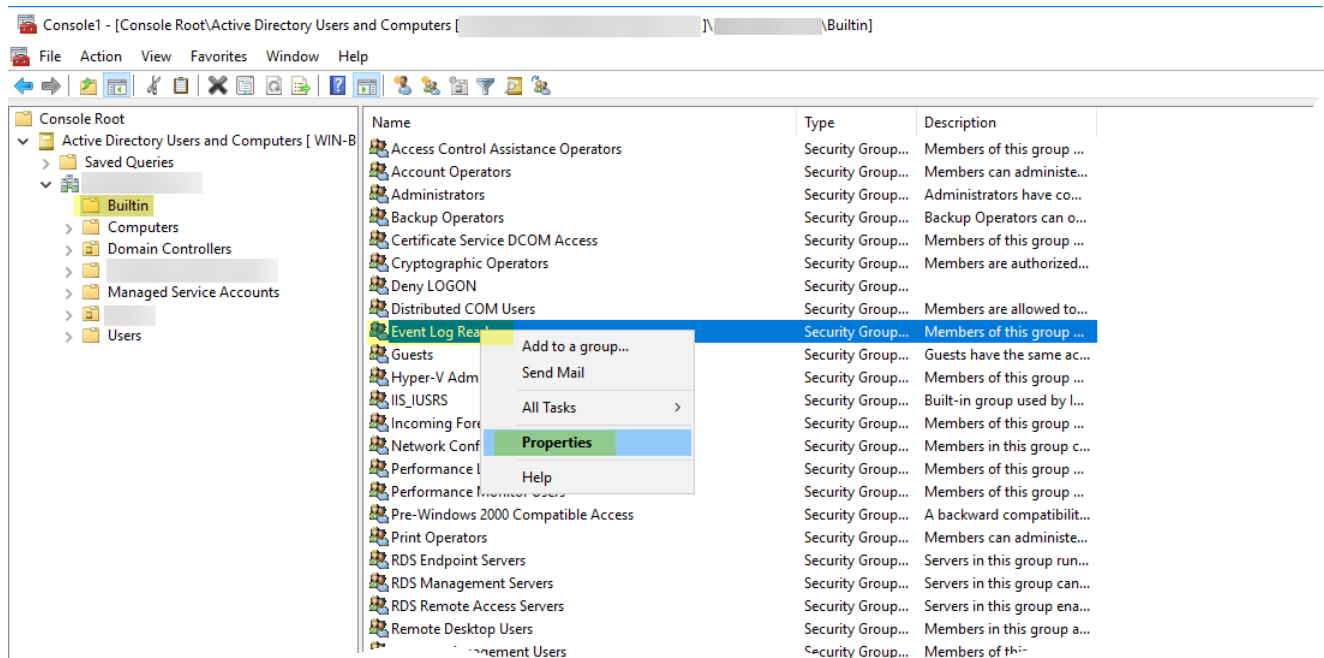 Console1 - [Console Root\Active Directory Users and Computers [ ]\ \Builtin]
File Action View Favorites Window Help
Console Root
Active Directory Users and Computers [ WIN-B
Saved Queries
Builtin
Computers
Domain Controllers
Managed Service Accounts
Users
Name Type Description
Access Control Assistance Operators Security Group... Members of this group ...
Account Operators Security Group... Members can administe...
Administrators Security Group... Administrators have co...
Backup Operators Security Group... Backup Operators can o...
Certificate Service DCOM Access Security Group... Members of this group ...
Cryptographic Operators Security Group... Members are authorized...
Deny LOGON Security Group...
Distributed COM Users Security Group... Members are allowed to...
Event Log Read Security Group... Members of this group ...
Guests Security Group... Guests have the same ac...
Hyper-V Adm Security Group... Members of this group ...
IIS_IUSRS Security Group... Built-in group used by I...
Incoming Fore Security Group... Members of this group ...
Network Conf Security Group... Members in this group c...
Performance L Security Group... Members of this group ...
Performance Monitor Users Security Group... Members of this group ...
Pre-Windows 2000 Compatible Access Security Group... A backward compatibilit...
Print Operators Security Group... Members can administe...
RDS Endpoint Servers Security Group... Servers in this group run...
RDS Management Servers Security Group... Servers in this group can...
RDS Remote Access Servers Security Group... Servers in this group ena...
Remote Desktop Users Security Group... Members in this group a...
agement Users Security Group... Members of this
Add to a group...
Send Mail
All Tasks
Properties
Help